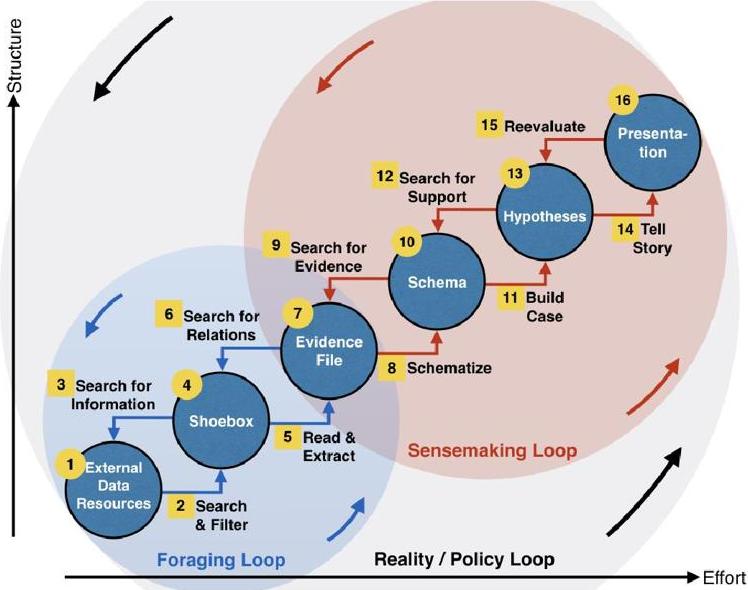 Structure
16
Presenta-
tion
15 Reevaluate
13
Hypotheses
14 Tell
Story
12 Search for
Support
10
Schema
11 Build
Case
9 Search for
Evidence
7
Evidence
File
8 Schematize
6 Search for
Relations
4
Shoebox
5 Read &
Extract
3 Search for
Information
1
External
Data
Resources
2 Search
& Filter
Sensemaking Loop
Foraging Loop
Reality / Policy Loop
Effort